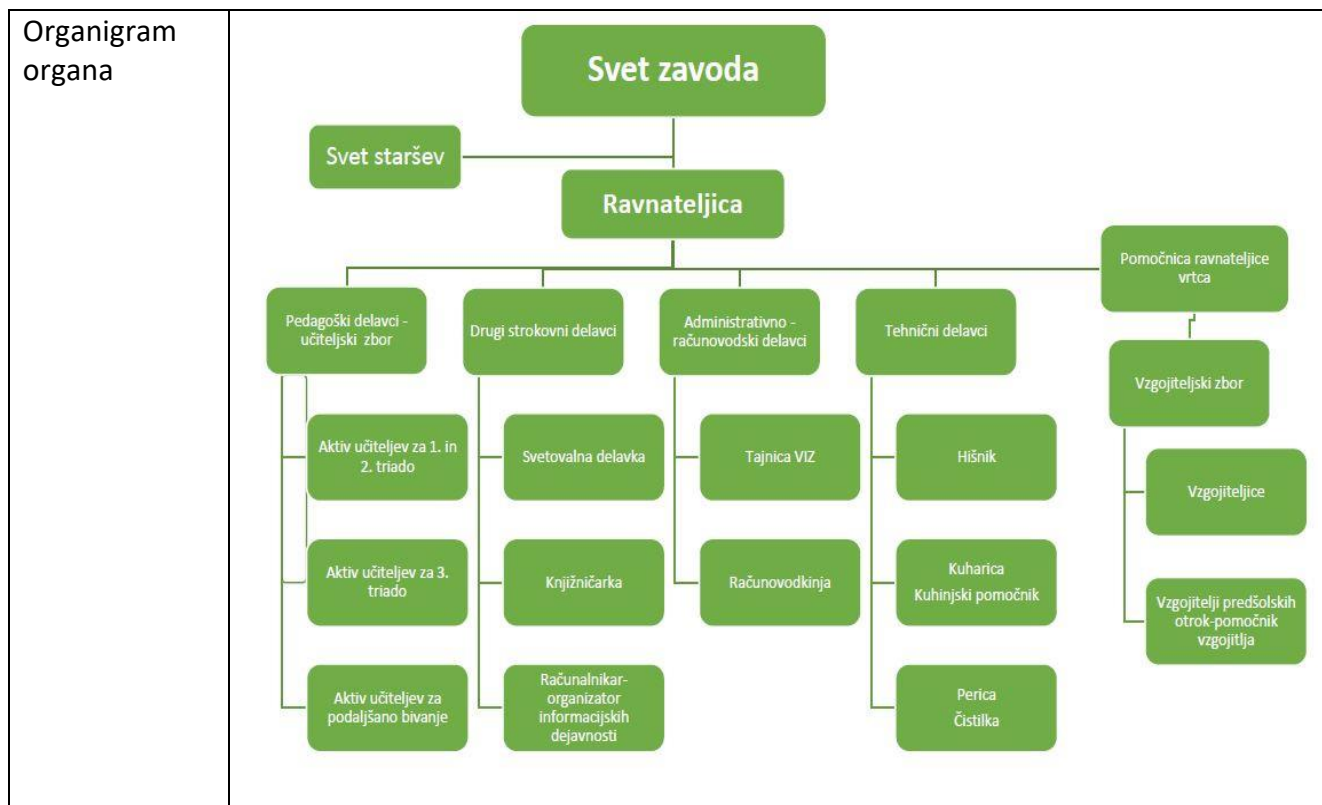 Organigram
organa
Svet zavoda
Svet staršev
Ravnateljica
Pomočnica ravnateljice
vrtca
Pedagoški delavci -
učiteljski zbor
Drugi strokovni delavci
Administrativno -
računovodski delavci
Tehnični delavci
Vzgojiteljski zbor
Aktiv učiteljev za 1. in
2. triado
Svetovalna delavka
Tajnica VIZ
Hišnik
Vzgojiteljice
Aktiv učiteljev za 3.
triado
Knjižničarka
Računovodkinja
Kuharica
Kuhinjski pomočnik
Vzgojitelji predšolskih
otrok-pomočnik
vzgojitlja
Aktiv učiteljev za
podaljšano bivanje
Računalnikar-
organizator
informacijskih
dejavnosti
Perica
Čistilka